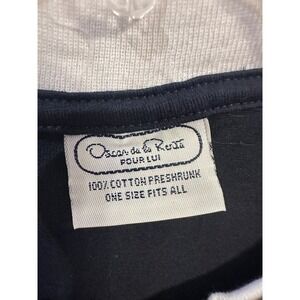 Oscar de la Renta
POUR LUI
100% COTTON PRESHRUNK
ONE SIZE FITS ALL